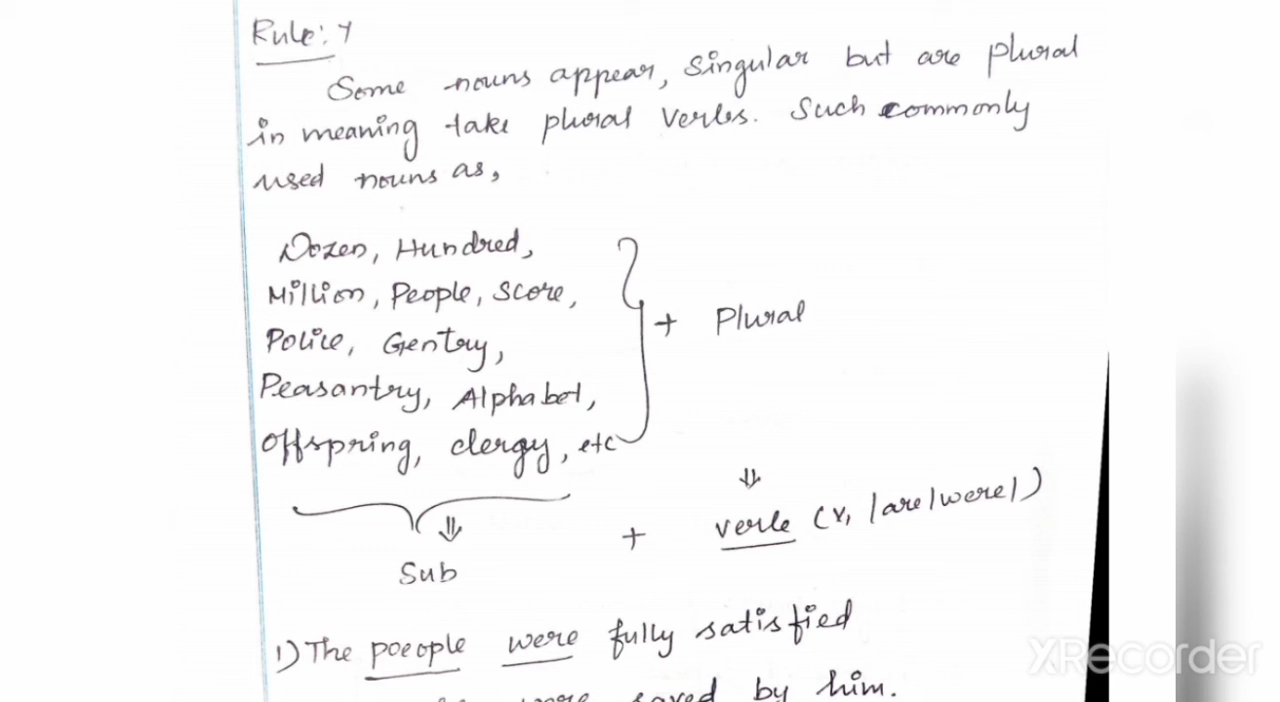 Rule: 4
Some nouns appear, singular but are plural
in meaning take plural verbs. Such commonly
used nouns as,
Dozen, Hundred,
Million, People, Score,
Police, Gentry,
Peasantry, Alphabet,
Offspring, clergy, etc
+ Plural
⇓
⇓
Sub + verb (V, |are|were|)
1) The poeople were fully satisfied
saved by him.
XRecorder